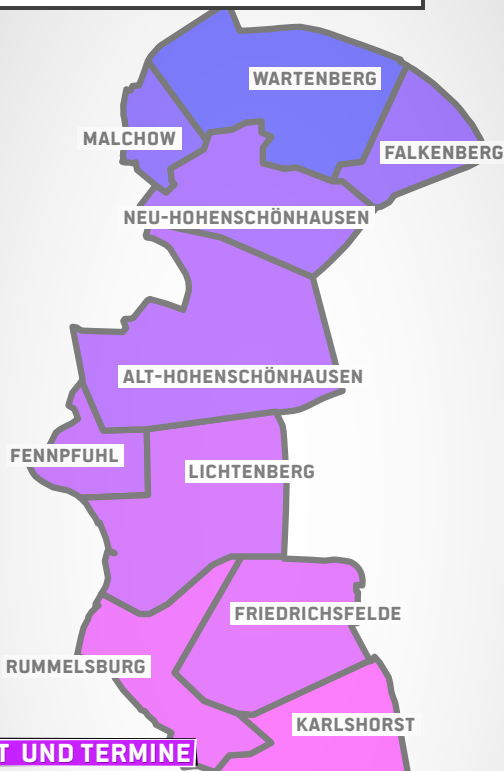 WARTENBERG
MALCHOW
FALKENBERG
NEU-HOHENSCHÖNHAUSEN
ALT-HOHENSCHÖNHAUSEN
FENNPFUHL
LICHTENBERG
FRIEDRICHSFELDE
RUMMELSBURG
KARLSHORST
T UND TERMINE